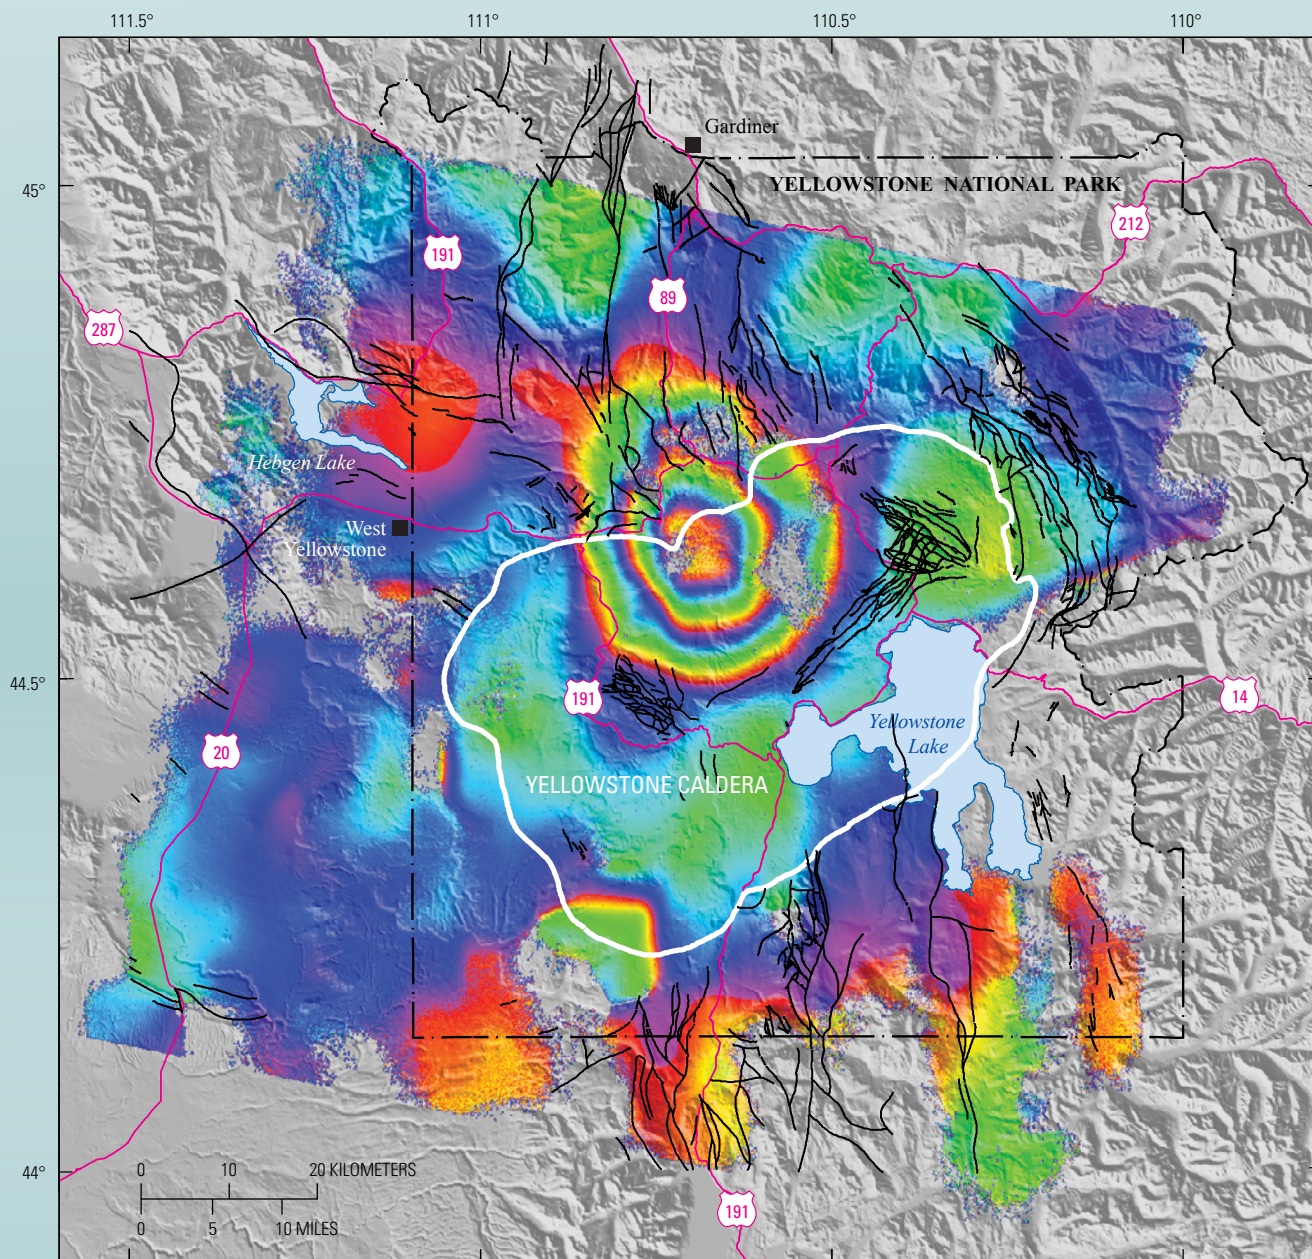 111.5°
111°
110.5°
110°
Gardiner
45°
YELLOWSTONE NATIONAL PARK
212
191
89
287
Hebgen Lake
West
Yellowstone
44.5°
191
14
Yellowstone
Lake
20
YELLOWSTONE CALDERA
44°
0 10 20 KILOMETERS
0 5 10 MILES
191